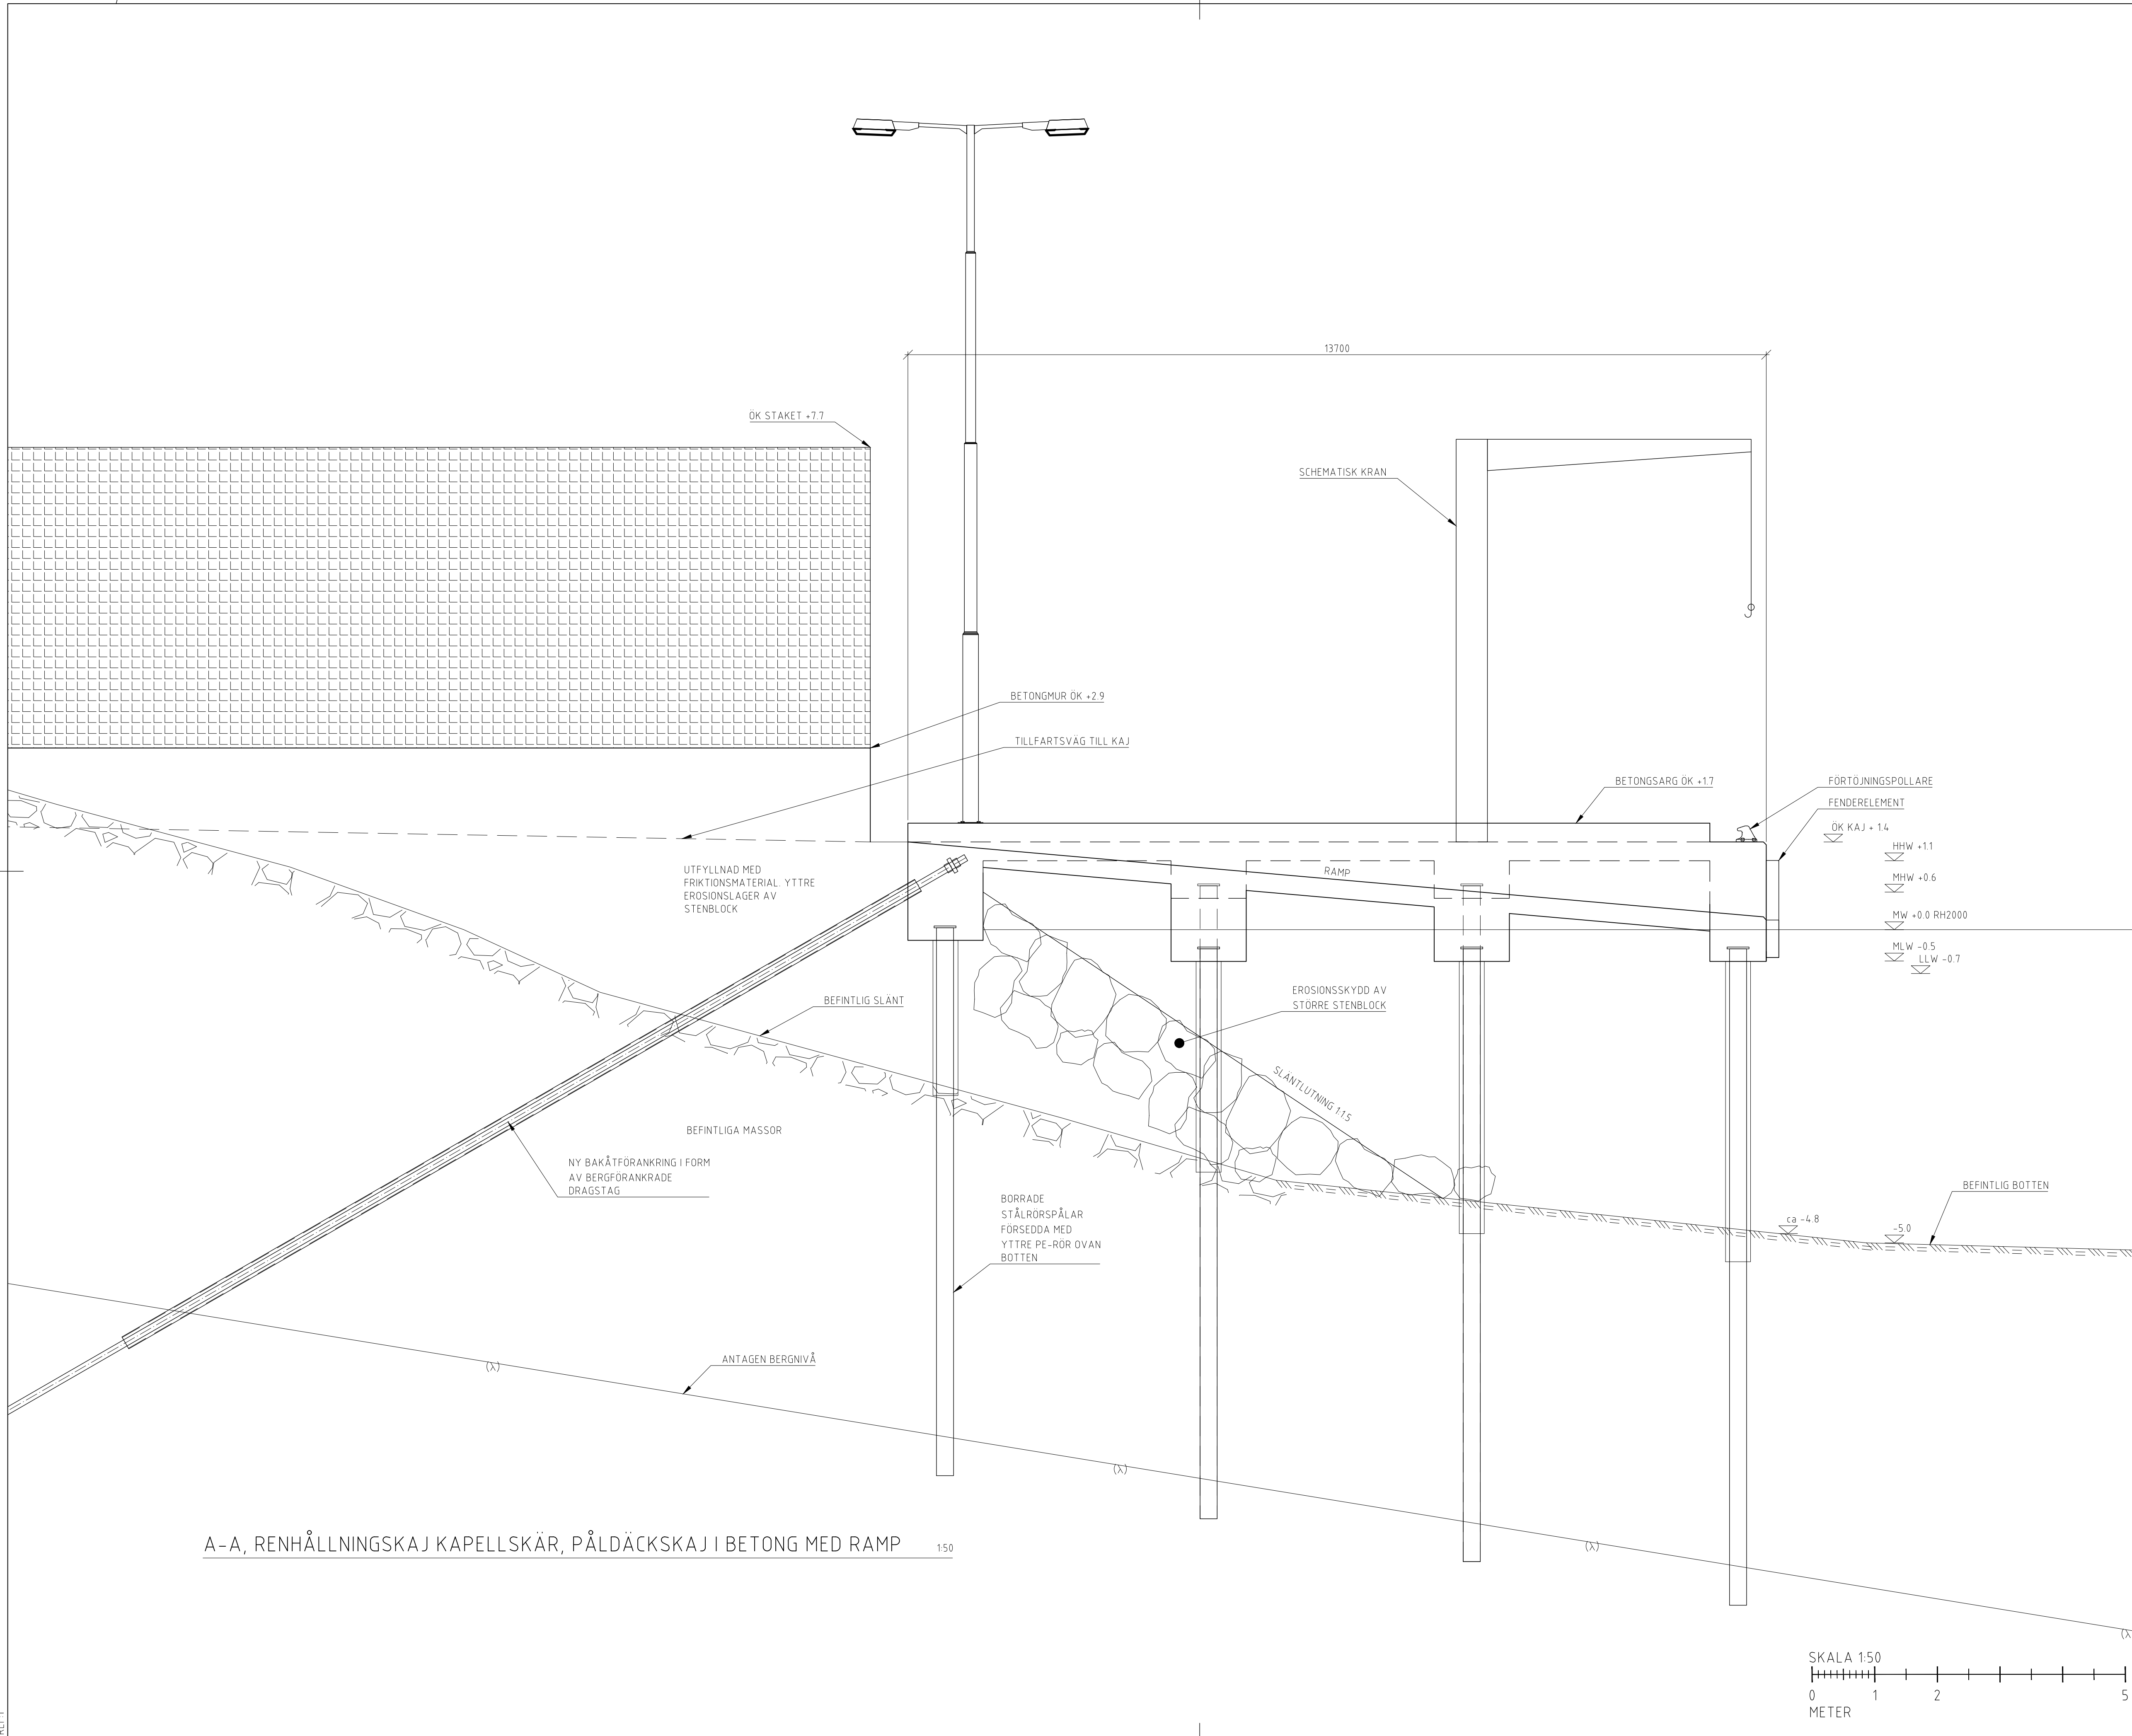 13700
ÖK STAKET +7.7
SCHEMATISK KRAN
BETONGMUR ÖK +2.9
TILLFARTSVÄG TILL KAJ
BETONGSARG ÖK +1.7
FÖRTÖJNINGSPOLLARE
FENDERELEMENT
ÖK KAJ + 1.4
HHW +1.1
MHW +0.6
MW +0.0 RH2000
MLW -0.5
LLW -0.7
UTFYLLNAD MED
FRIKTIONSMATERIAL. YTTRE
EROSIONSLAGER AV
STENBLOCK
RAMP
BEFINTLIG SLÄNT
EROSIONSSKYDD AV
STÖRRE STENBLOCK
SLÄNTLUTNING 1:1.5
BEFINTLIGA MASSOR
NY BAKÅTFÖRANKRING I FORM
AV BERGFÖRANKRADE
DRAGSTAG
BORRADE
STÅLRÖRSPÅLAR
FÖRSEDDA MED
YTTRE PE-RÖR OVAN
BOTTEN
BEFINTLIG BOTTEN
ca -4.8
-5.0
ANTAGEN BERGNIVÅ
A-A, RENHÅLLNINGSKAJ KAPELLSKÄR, PÅLDÄCKSKAJ I BETONG MED RAMP 1:50
SKALA 1:50
0 1 2 5
METER